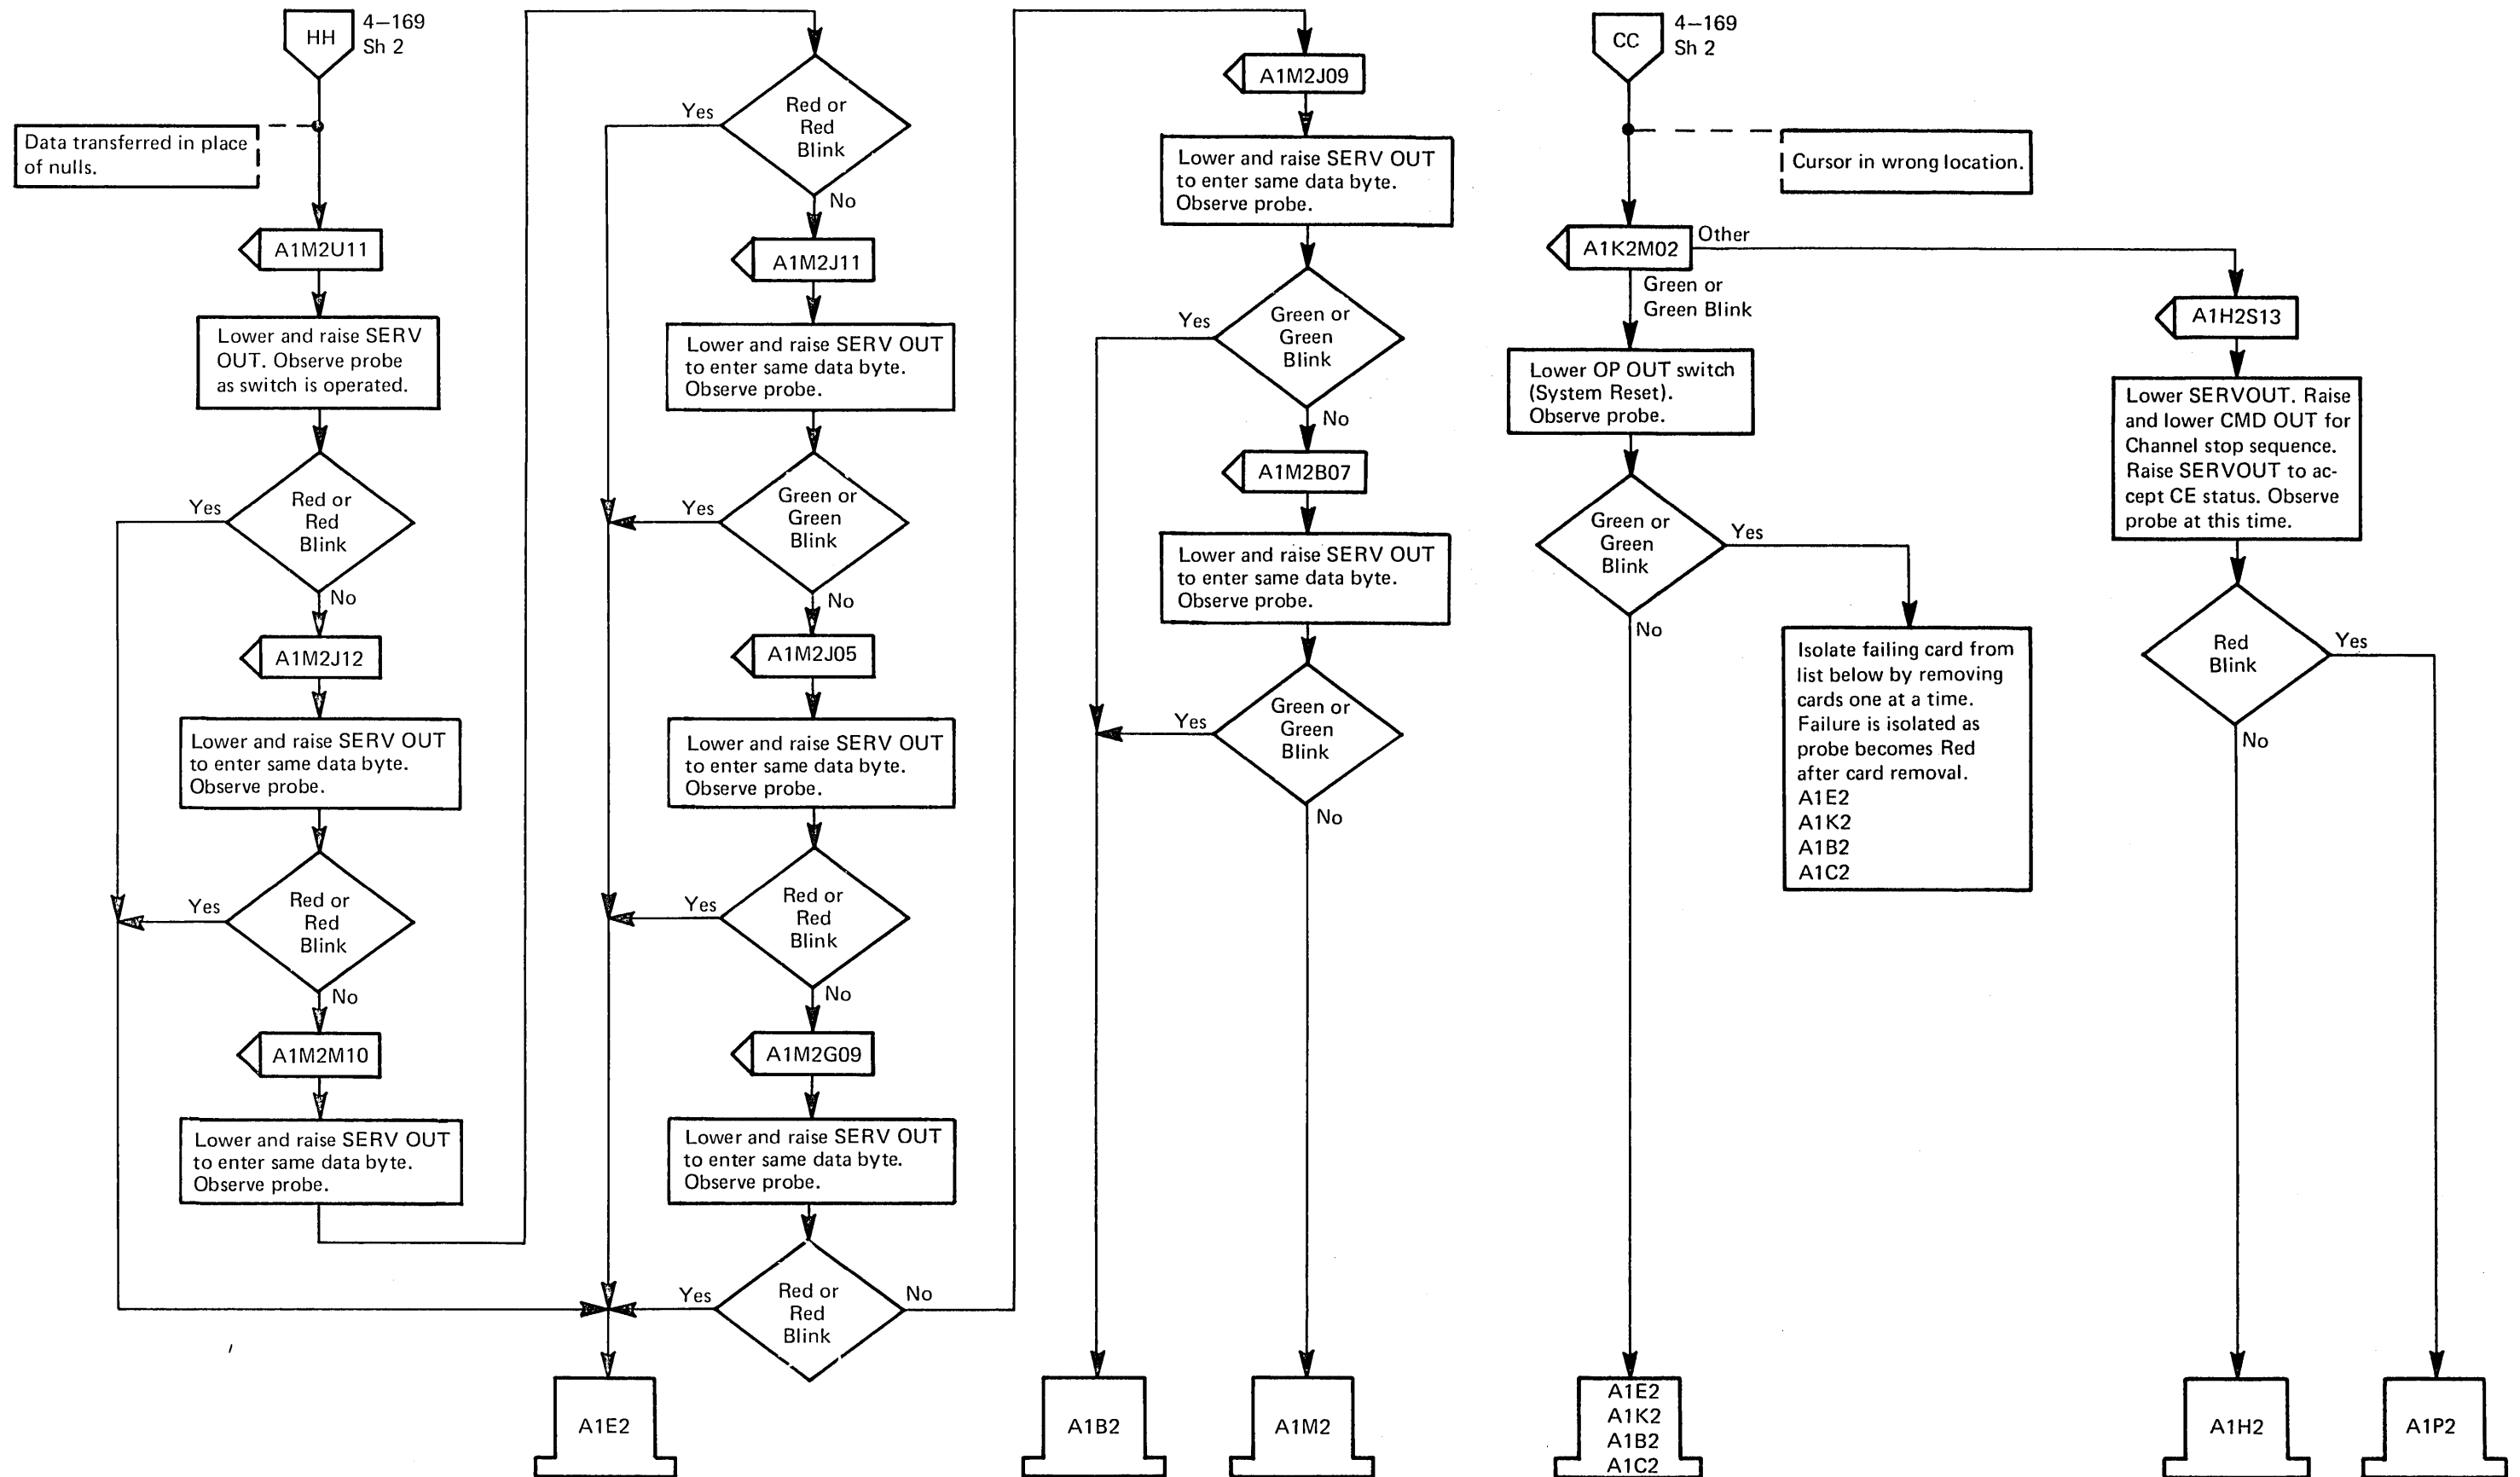 HH
4–169
Sh 2
Data transferred in place
of nulls.
A1M2U11
Lower and raise SERV
OUT. Observe probe
as switch is operated.
Red or
Red
Blink
Yes
No
A1M2J12
Lower and raise SERV OUT
to enter same data byte.
Observe probe.
Red or
Red
Blink
Yes
No
A1M2M10
Lower and raise SERV OUT
to enter same data byte.
Observe probe.
Red or
Red
Blink
Yes
No
A1M2J11
Lower and raise SERV OUT
to enter same data byte.
Observe probe.
Green or
Green
Blink
Yes
No
A1M2J05
Lower and raise SERV OUT
to enter same data byte.
Observe probe.
Red or
Red
Blink
Yes
No
A1M2G09
Lower and raise SERV OUT
to enter same data byte.
Observe probe.
Red or
Red
Blink
Yes
No
A1E2
A1M2J09
Lower and raise SERV OUT
to enter same data byte.
Observe probe.
Green or
Green
Blink
Yes
No
A1M2B07
Lower and raise SERV OUT
to enter same data byte.
Observe probe.
Green or
Green
Blink
Yes
No
A1B2
A1M2
CC
4–169
Sh 2
Cursor in wrong location.
A1K2M02
Other
Green or
Green Blink
Lower OP OUT switch
(System Reset).
Observe probe.
Green or
Green
Blink
Yes
No
Isolate failing card from
list below by removing
cards one at a time.
Failure is isolated as
probe becomes Red
after card removal.
A1E2
A1K2
A1B2
A1C2
A1E2
A1K2
A1B2
A1C2
A1H2S13
Lower SERVOUT. Raise
and lower CMD OUT for
Channel stop sequence.
Raise SERVOUT to ac-
cept CE status. Observe
probe at this time.
Red
Blink
Yes
No
A1H2
A1P2